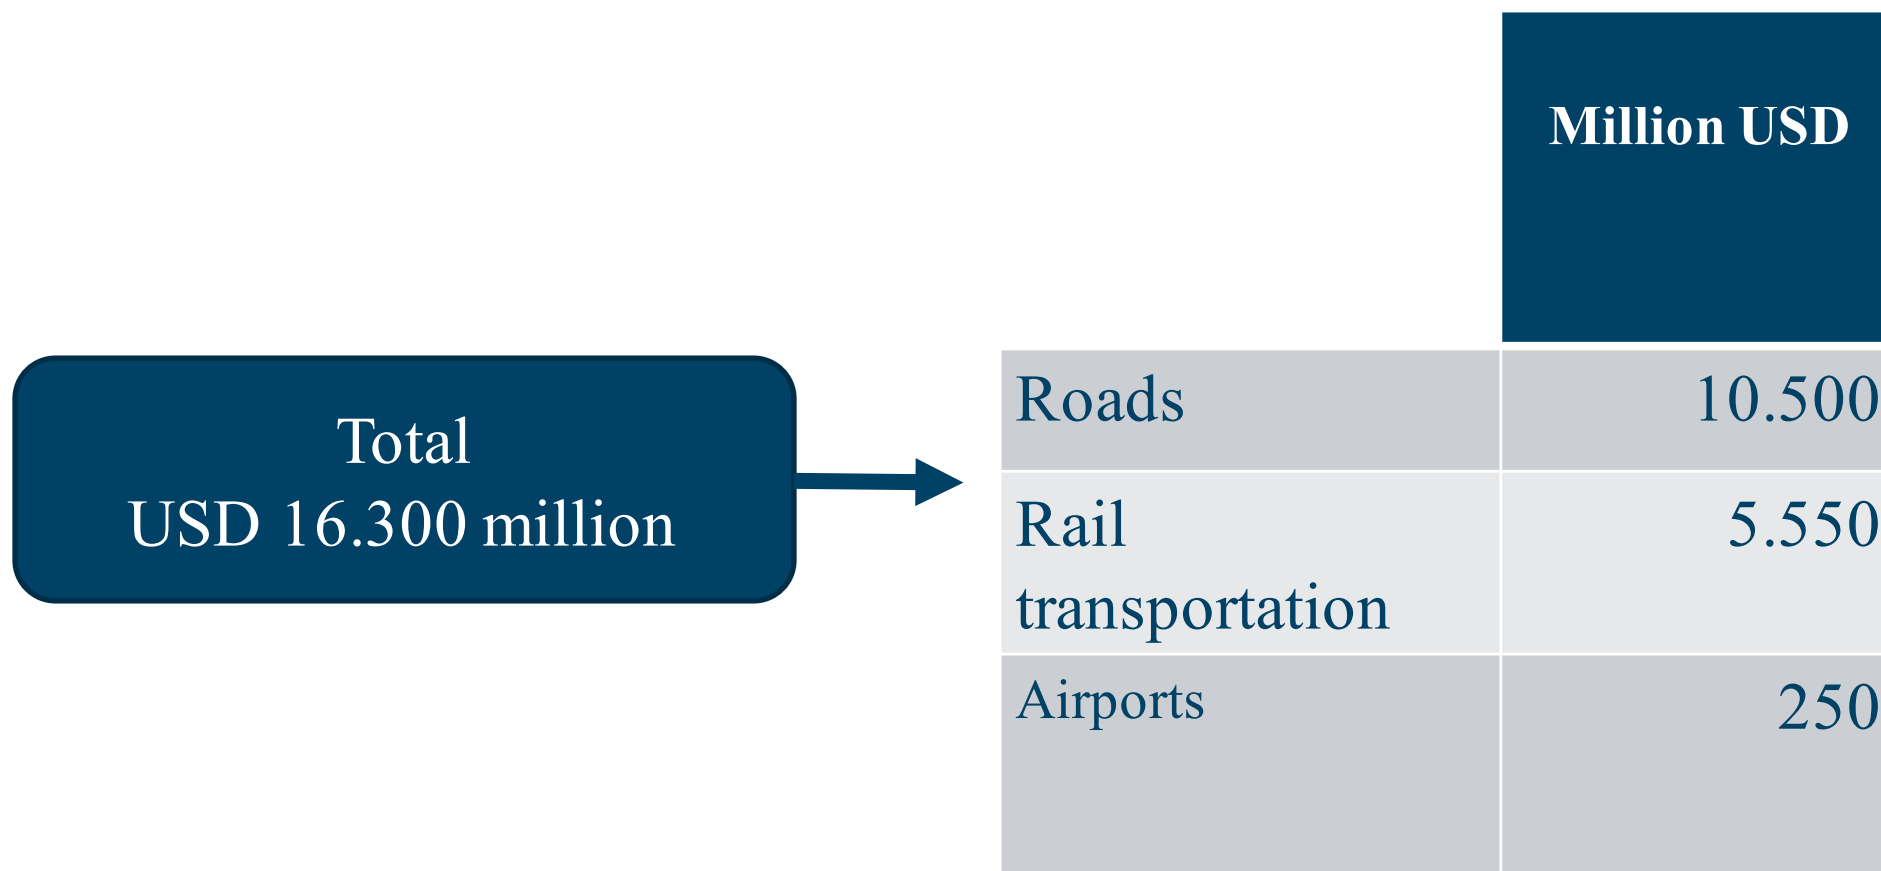 Million USD
Total
USD 16.300 million
Roads 10.500
Rail 5.550
transportation
Airports 250